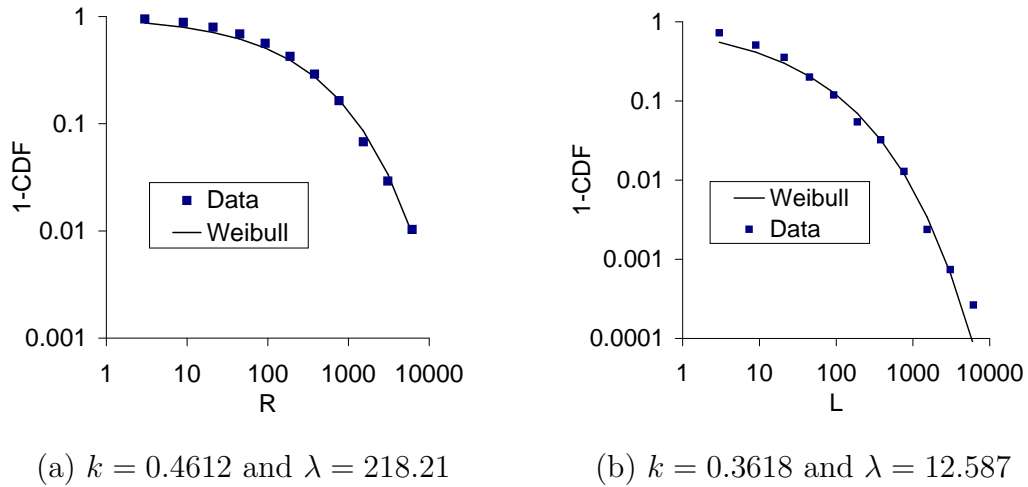 1
0.1
0.01
0.001
1-CDF
Data
Weibull
1 10 100 1000 10000
R
(a) k = 0.4612 and λ = 218.21
1
0.1
0.01
0.001
0.0001
1-CDF
Weibull
Data
1 10 100 1000 10000
L
(b) k = 0.3618 and λ = 12.587